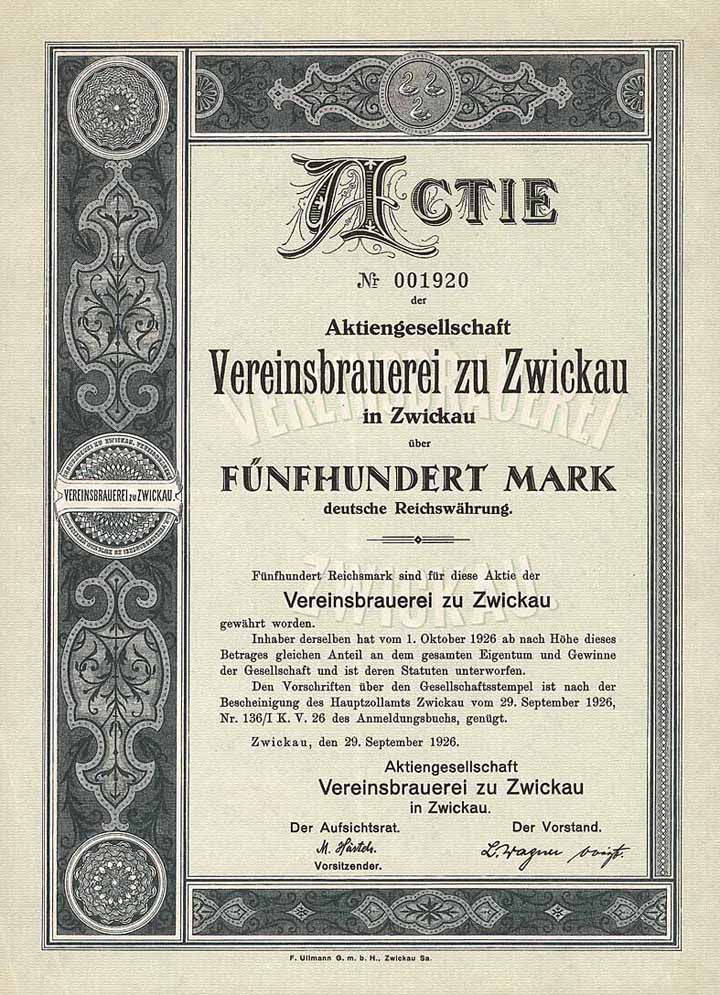 ACTIE
Nr 001920
der
Aktiengesellschaft
Vereinsbrauerei zu Zwickau
in Zwickau
über
FÜNFHUNDERT MARK
deutsche Reichswährung.
Fünfhundert Reichsmark sind für diese Aktie der
Vereinsbrauerei zu Zwickau
gewährt worden.
Inhaber derselben hat vom 1. Oktober 1926 ab nach Höhe dieses
Betrages gleichen Anteil an dem gesamten Eigentum und Gewinne
der Gesellschaft und ist deren Statuten unterworfen.
Den Vorschriften über den Gesellschaftsstempel ist nach der
Bescheinigung des Hauptzollamts Zwickau vom 29. September 1926,
Nr. 136/I K. V. 26 des Anmeldungsbuchs, genügt.
Zwickau, den 29. September 1926.
Aktiengesellschaft
Vereinsbrauerei zu Zwickau
in Zwickau.
Der Aufsichtsrat. Der Vorstand.
L. Wagner
Vorsitzender.
VEREINSBRAUEREI ZU ZWICKAU.
VEREINSBRAUEREI
ZWICKAU.
F. Ullmann G. m. b. H., Zwickau Sa.